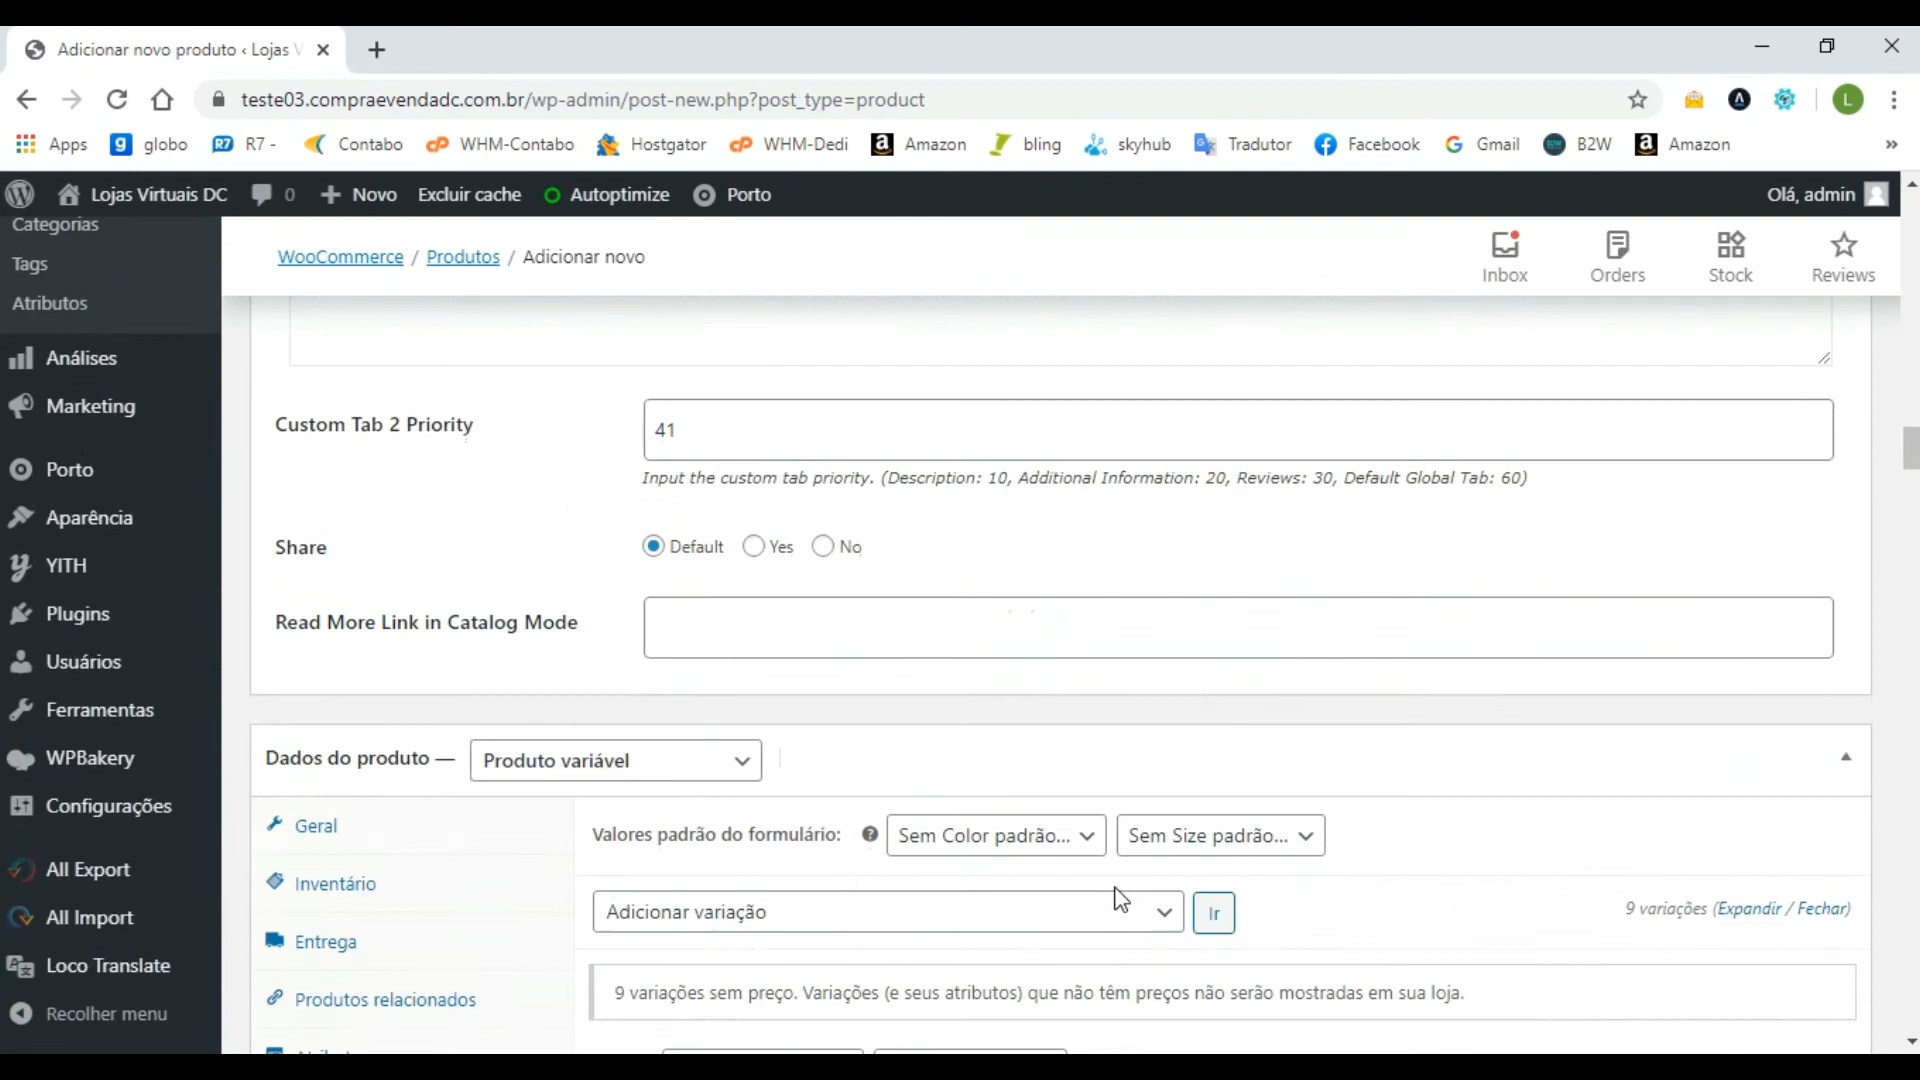 Adicionar novo produto ‹ Lojas V
teste03.compraevendadc.com.br/wp-admin/post-new.php?post_type=product
L
Apps
globo
R7 -
Contabo
WHM-Contabo
Hostgator
WHM-Dedi
Amazon
bling
skyhub
Tradutor
Facebook
Gmail
B2W
Amazon
»
Lojas Virtuais DC
0
Novo
Excluir cache
Autoptimize
Porto
Olá, admin
Categorias
Tags
Atributos
Análises
Marketing
Porto
Aparência
YITH
Plugins
Usuários
Ferramentas
WPBakery
Configurações
All Export
All Import
Loco Translate
Recolher menu
WooCommerce / Produtos / Adicionar novo
Inbox
Orders
Stock
Reviews
Custom Tab 2 Priority
41
Input the custom tab priority. (Description: 10, Additional Information: 20, Reviews: 30, Default Global Tab: 60)
Share
Default
Yes
No
Read More Link in Catalog Mode
Dados do produto —
Produto variável
Geral
Inventário
Entrega
Produtos relacionados
Valores padrão do formulário:
Sem Color padrão...
Sem Size padrão...
Adicionar variação
Ir
9 variações (Expandir / Fechar)
9 variações sem preço. Variações (e seus atributos) que não têm preços não serão mostradas em sua loja.